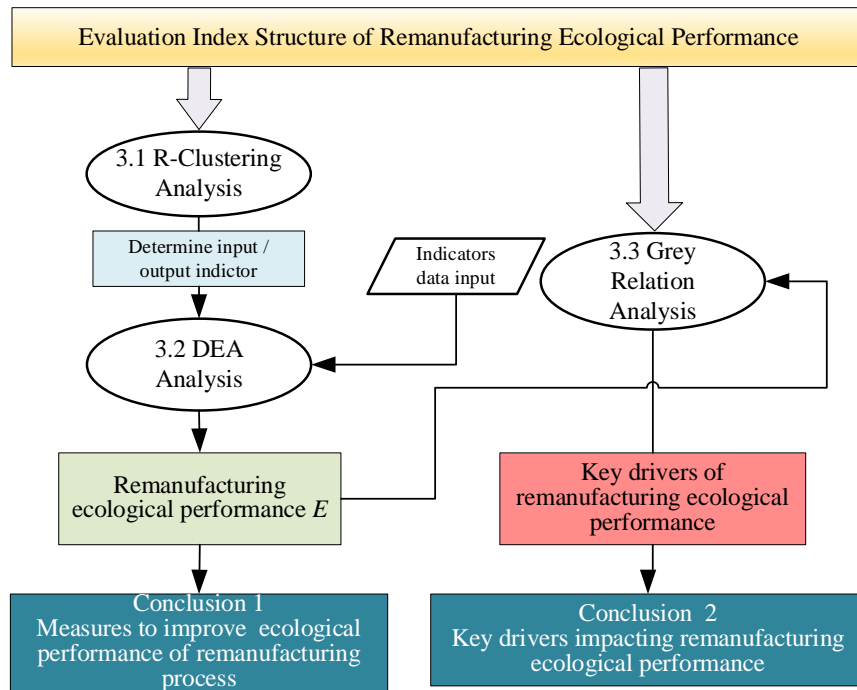 Evaluation Index Structure of Remanufacturing Ecological Performance
3.1 R-Clustering
Analysis
Determine input /
output indictor
Indicators
data input
3.3 Grey
Relation
Analysis
3.2 DEA
Analysis
Remanufacturing
ecological performance E
Key drivers of
remanufacturing ecological
performance
Conclusion 1
Measures to improve ecological
performance of remanufacturing
process
Conclusion 2
Key drivers impacting remanufacturing
ecological performance